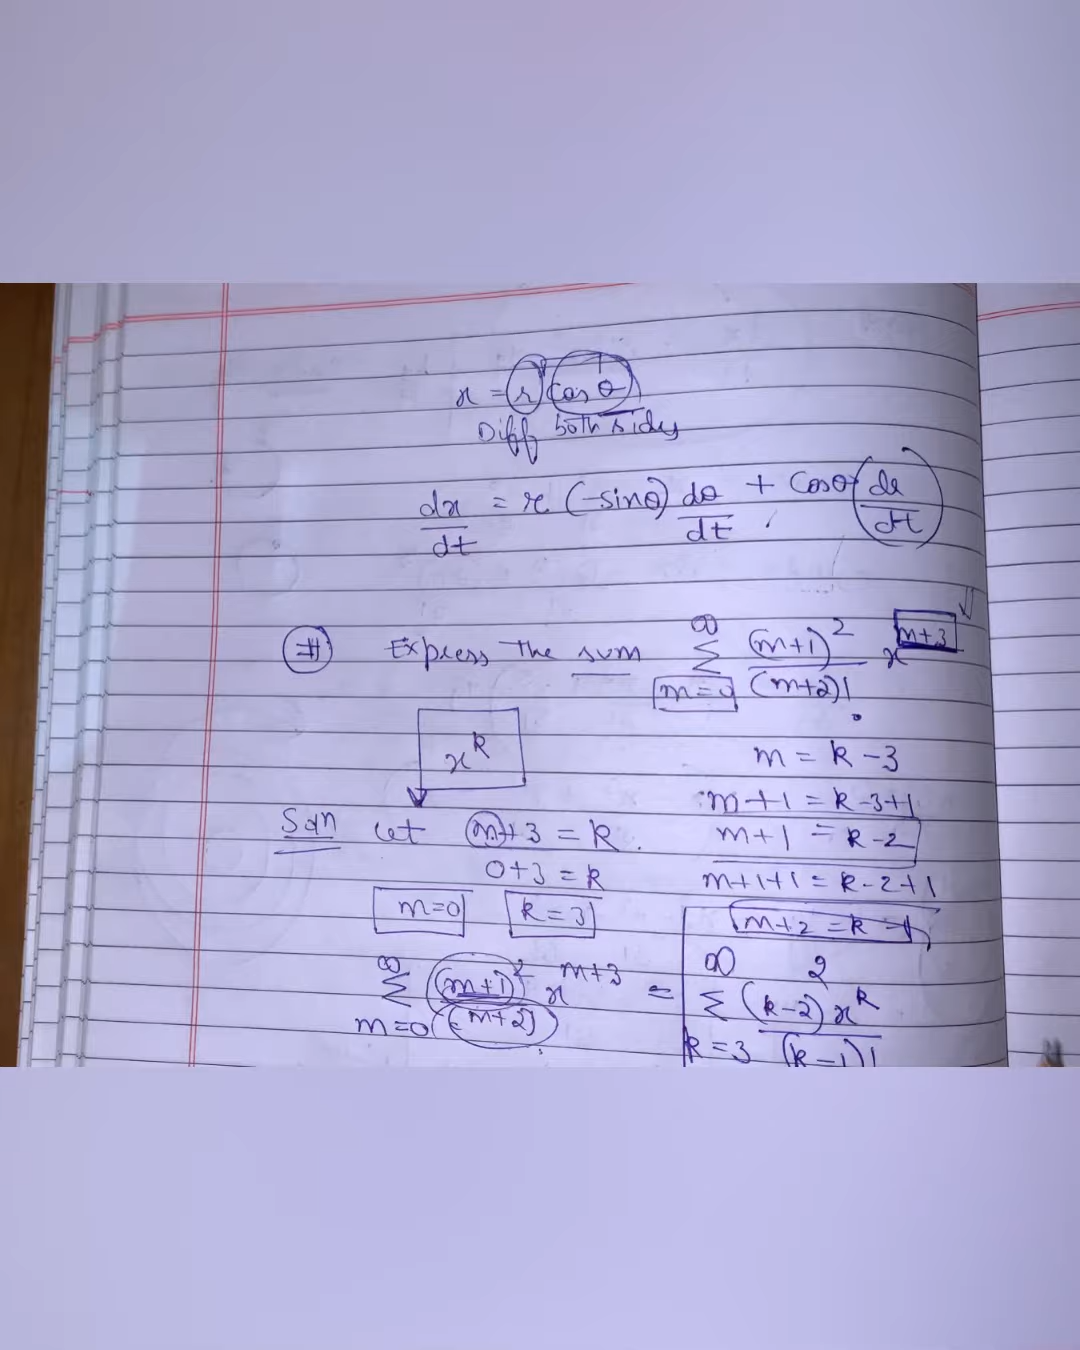 x = r cos θ
Diff both sides
dx/dt = r (-sinθ) dθ/dt + cosθ (dr/dt)
# Express the sum ∞ Σ m=0 (m+1)²/(m+2)! x^m+3
x^k
m = k - 3
m+1 = k-3+1
Soln let m+3 = k.
m+1 = k-2
0+3 = k
m+1+1 = k-2+1
m=0 k=3
m+2 = k-1
∞ Σ m=0 (m+1)²/(m+2)! x^m+3 = ∞ Σ k=3 (k-2)² x^k/(k-1)!